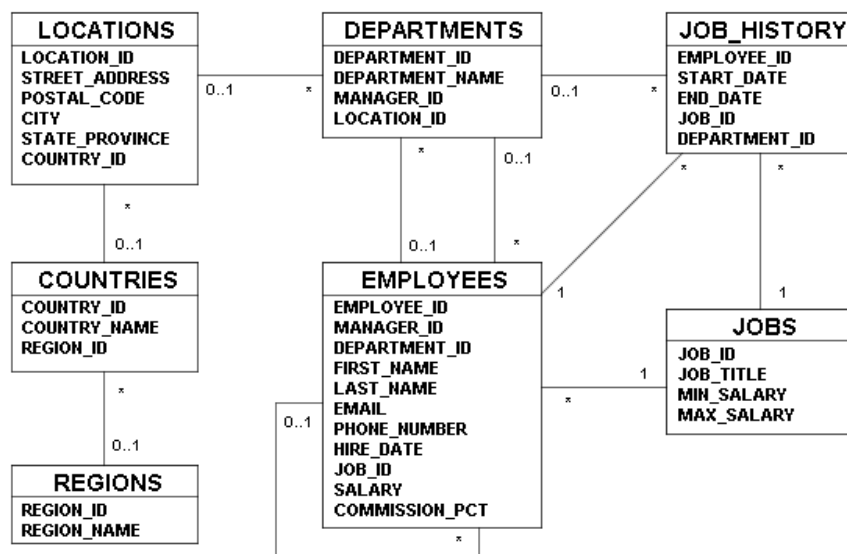 LOCATIONS
LOCATION_ID
STREET_ADDRESS
POSTAL_CODE
CITY
STATE_PROVINCE
COUNTRY_ID
0..1
*
DEPARTMENTS
DEPARTMENT_ID
DEPARTMENT_NAME
MANAGER_ID
LOCATION_ID
0..1
*
JOB_HISTORY
EMPLOYEE_ID
START_DATE
END_DATE
JOB_ID
DEPARTMENT_ID
*
0..1
*
0..1
0..1
*
*
1
*
1
COUNTRIES
COUNTRY_ID
COUNTRY_NAME
REGION_ID
*
0..1
EMPLOYEES
EMPLOYEE_ID
MANAGER_ID
DEPARTMENT_ID
FIRST_NAME
LAST_NAME
EMAIL
PHONE_NUMBER
HIRE_DATE
JOB_ID
SALARY
COMMISSION_PCT
0..1
*
1
*
JOBS
JOB_ID
JOB_TITLE
MIN_SALARY
MAX_SALARY
REGIONS
REGION_ID
REGION_NAME